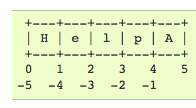 +---+---+---+---+---+
| H | e | l | p | A |
+---+---+---+---+---+
0 1 2 3 4 5
-5 -4 -3 -2 -1